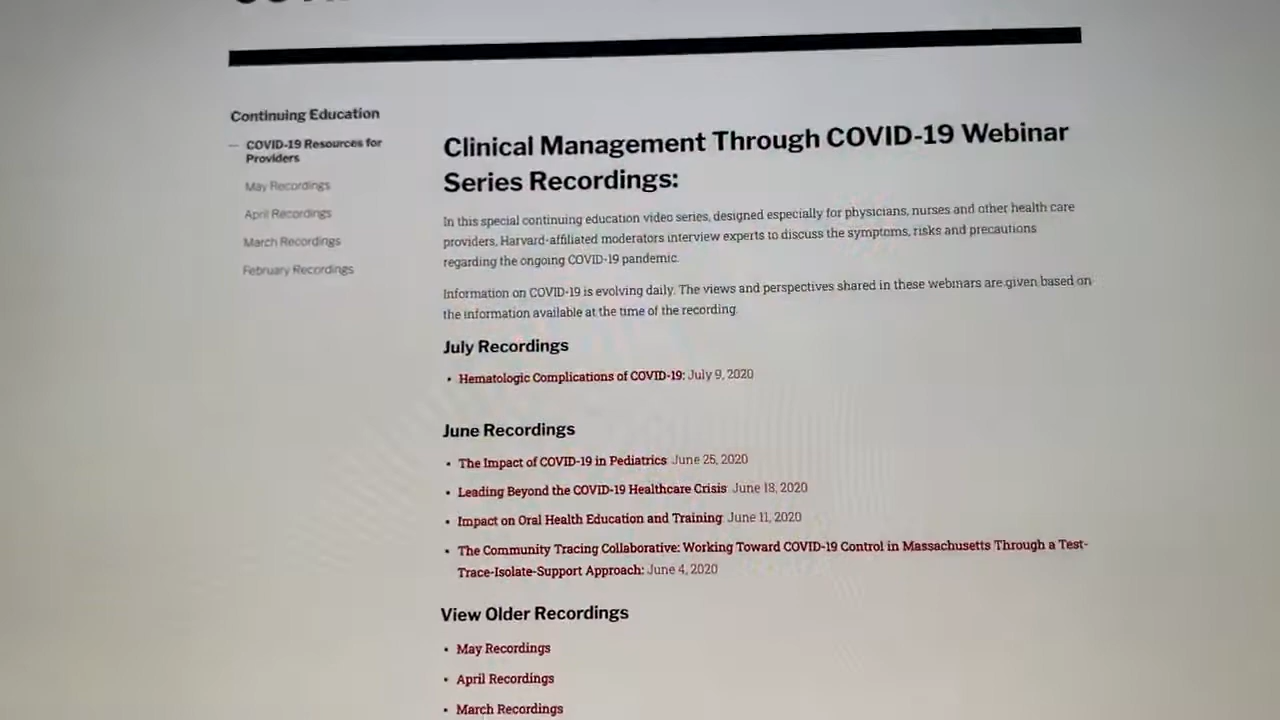 Continuing Education
— COVID-19 Resources for
Providers
May Recordings
April Recordings
March Recordings
February Recordings
Clinical Management Through COVID-19 Webinar
Series Recordings:
In this special continuing education video series, designed especially for physicians, nurses and other health care
providers, Harvard-affiliated moderators interview experts to discuss the symptoms, risks and precautions
regarding the ongoing COVID-19 pandemic.
Information on COVID-19 is evolving daily. The views and perspectives shared in these webinars are given based on
the information available at the time of the recording.
July Recordings
• Hematologic Complications of COVID-19: July 9, 2020
June Recordings
• The Impact of COVID-19 in Pediatrics June 25, 2020
• Leading Beyond the COVID-19 Healthcare Crisis June 18, 2020
• Impact on Oral Health Education and Training June 11, 2020
• The Community Tracing Collaborative: Working Toward COVID-19 Control in Massachusetts Through a Test-
Trace-Isolate-Support Approach: June 4, 2020
View Older Recordings
• May Recordings
• April Recordings
• March Recordings